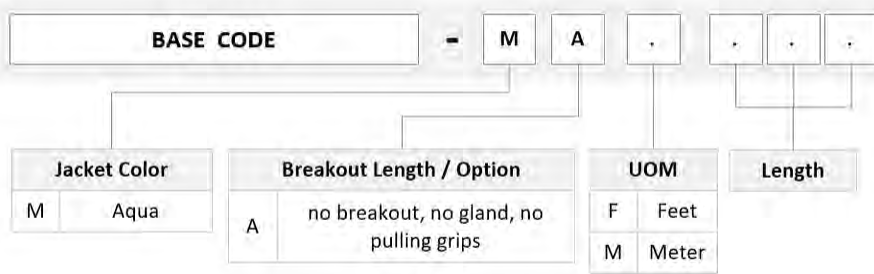 BASE CODE - M A . . . .
Jacket Color
M Aqua
Breakout Length / Option
A no breakout, no gland, no
pulling grips
UOM
F Feet
M Meter
Length